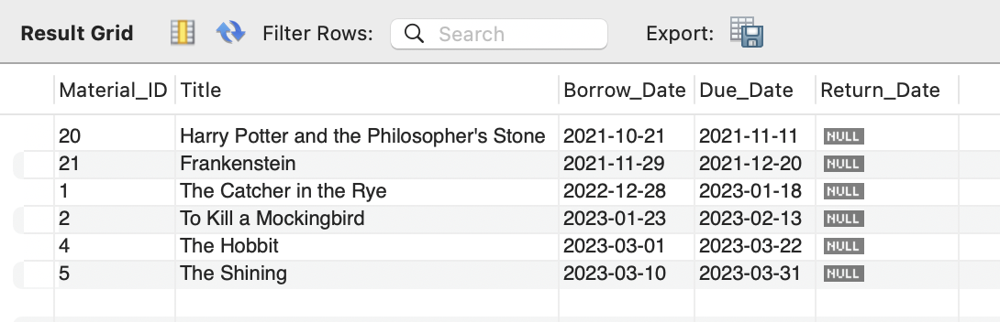 Result Grid Filter Rows: Search Export:
Material_ID Title Borrow_Date Due_Date Return_Date
20 Harry Potter and the Philosopher's Stone 2021-10-21 2021-11-11 NULL
21 Frankenstein 2021-11-29 2021-12-20 NULL
1 The Catcher in the Rye 2022-12-28 2023-01-18 NULL
2 To Kill a Mockingbird 2023-01-23 2023-02-13 NULL
4 The Hobbit 2023-03-01 2023-03-22 NULL
5 The Shining 2023-03-10 2023-03-31 NULL